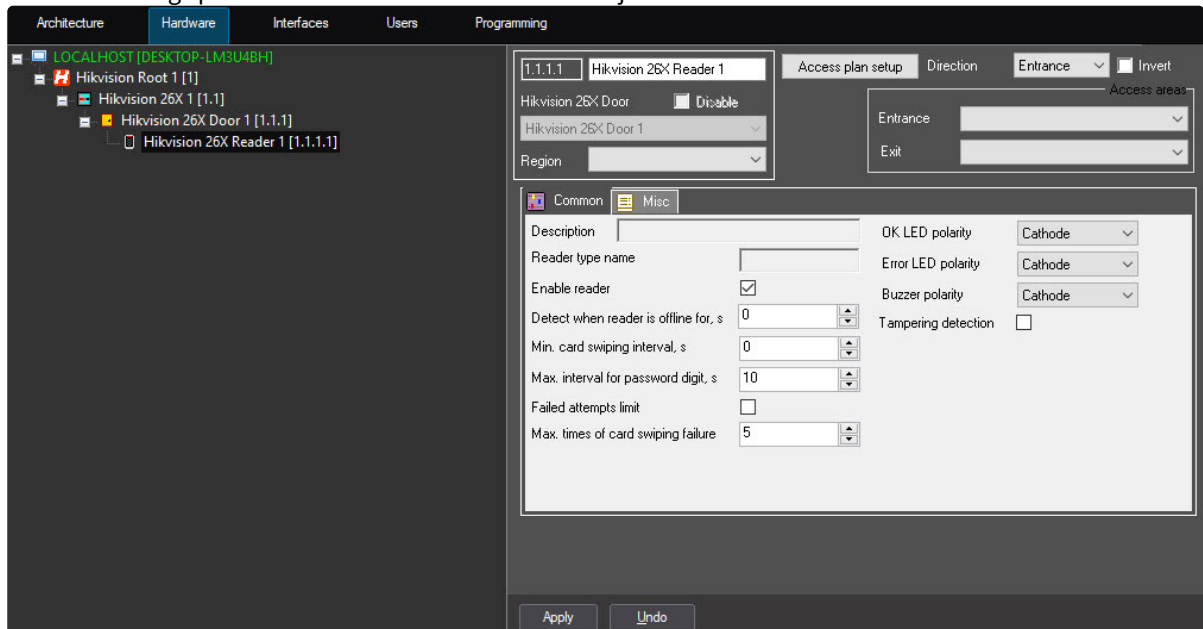 Architecture Hardware Interfaces Users Programming
LOCALHOST [DESKTOP-LM3U4BH]
Hikvision Root 1 [1]
Hikvision 26X 1 [1.1]
Hikvision 26X Door 1 [1.1.1]
Hikvision 26X Reader 1 [1.1.1.1]
1.1.1.1 Hikvision 26X Reader 1
Hikvision 26X Door Disable
Hikvision 26X Door 1
Region
Access plan setup Direction Entrance Invert
Access areas
Entrance
Exit
Common Misc
Description
Reader type name
Enable reader
Detect when reader is offline for, s 0
Min. card swiping interval, s 0
Max. interval for password digit, s 10
Failed attempts limit
Max. times of card swiping failure 5
OK LED polarity Cathode
Error LED polarity Cathode
Buzzer polarity Cathode
Tampering detection
Apply Undo